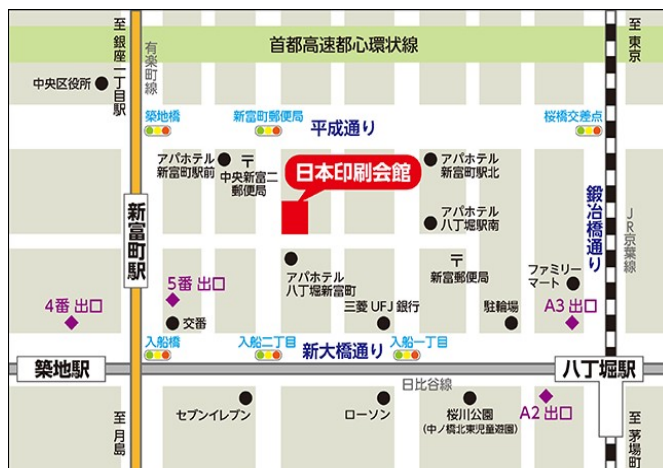 首都高速都心環状線
至 銀座一丁目駅
有楽町線
至 東京
中央区役所
築地橋
新富町郵便局
平成通り
桜橋交差点
アパホテル
新富町駅前
〒
中央新富二
郵便局
日本印刷会館
アパホテル
新富町駅北
アパホテル
八丁堀駅南
鍛冶橋通り
JR京葉線
新富町駅
アパホテル
八丁堀新富町
〒
新富郵便局
ファミリー
マート
5番 出口
4番 出口
交番
三菱 UFJ 銀行
駐輪場
A3 出口
入船橋
入船二丁目
新大橋通り
入船一丁目
築地駅
八丁堀駅
日比谷線
セブンイレブン
ローソン
桜川公園
(中ノ橋北東児童遊園)
A2 出口
至 月島
至 茅場町